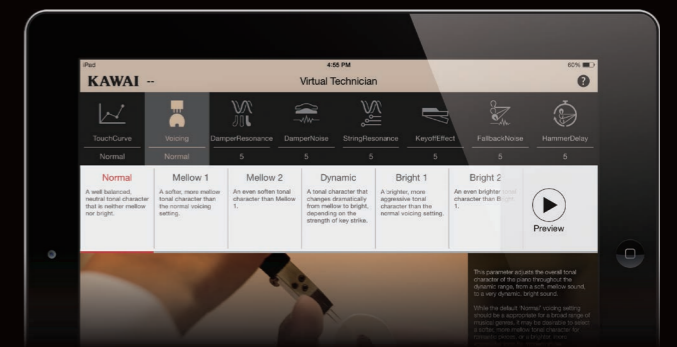 iPad
4:55 PM
60%
KAWAI --
Virtual Technician
?
TouchCurve
Voicing
DamperResonance
DamperNoise
StringResonance
KeyoffEffect
FallbackNoise
HammerDelay
Normal
Normal
5
5
5
5
5
5
Normal
A well balanced,
neutral tonal character
that is neither mellow
nor bright.
Mellow 1
A softer, more mellow
tonal character than
the normal voicing
setting.
Mellow 2
An even soften tonal
character than Mellow
1.
Dynamic
A tonal character that
changes dramatically
from mellow to bright,
depending on the
strength of key strike.
Bright 1
A brighter, more
aggressive tonal
character than the
normal voicing setting.
Bright 2
An even brighter tonal
character than Bright
1.
Preview
This parameter adjusts the overall tonal
character of the piano throughout the
dynamic range, from a soft, mellow sound,
to a very dynamic, bright sound.
While the default 'Normal' voicing setting
should be a appropriate for a broad range of
musical genres, it may be desirable to select
a softer, more mellow tonal character for